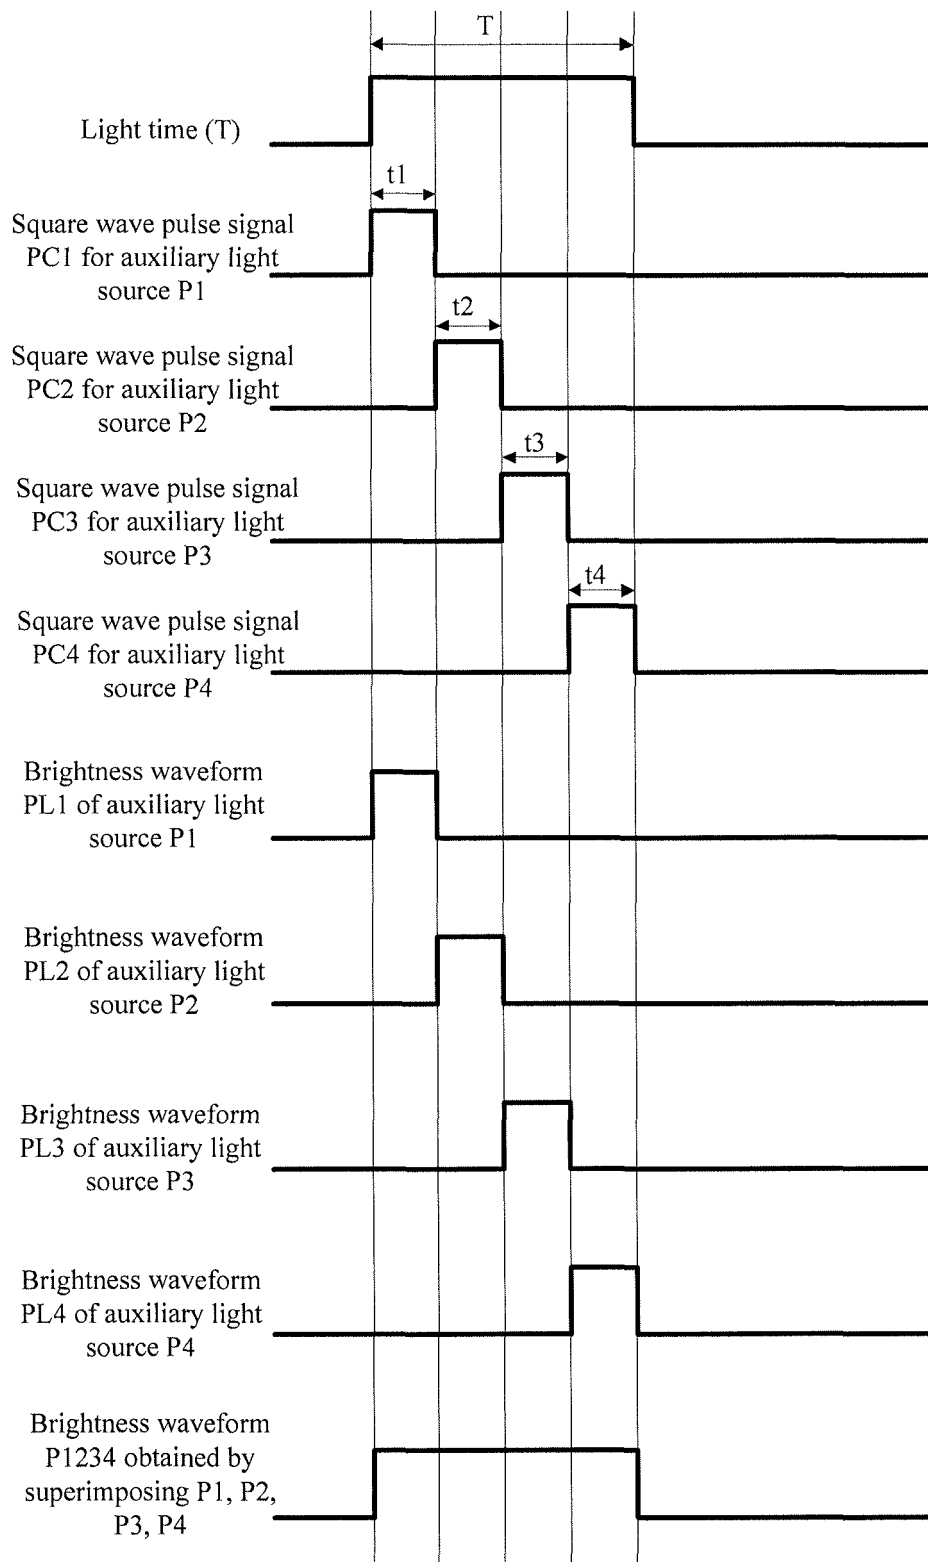 T
Light time (T)
t1
Square wave pulse signal
PC1 for auxiliary light
source P1
t2
Square wave pulse signal
PC2 for auxiliary light
source P2
t3
Square wave pulse signal
PC3 for auxiliary light
source P3
t4
Square wave pulse signal
PC4 for auxiliary light
source P4
Brightness waveform
PL1 of auxiliary light
source P1
Brightness waveform
PL2 of auxiliary light
source P2
Brightness waveform
PL3 of auxiliary light
source P3
Brightness waveform
PL4 of auxiliary light
source P4
Brightness waveform
P1234 obtained by
superimposing P1, P2,
P3, P4